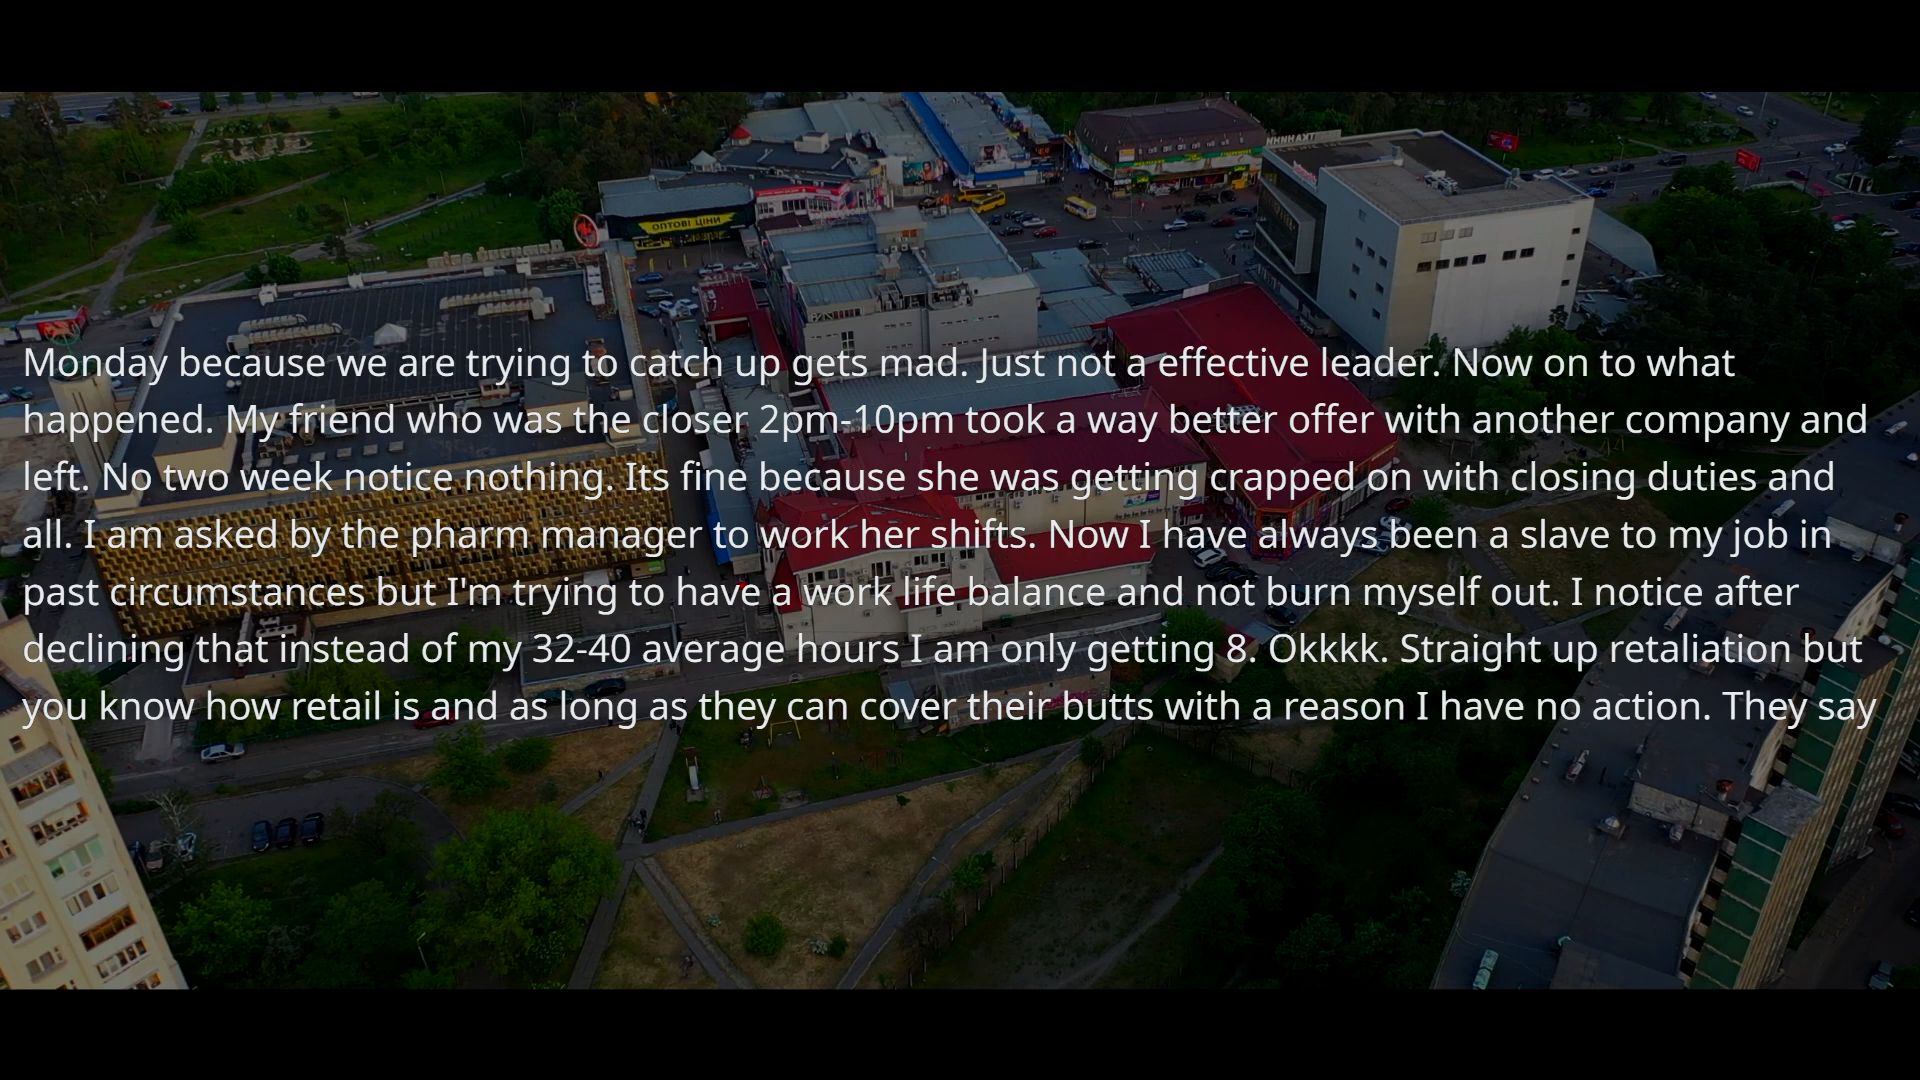 ОПТОВІ ЦІНИ
Monday because we are trying to catch up gets mad. Just not a effective leader. Now on to what
happened. My friend who was the closer 2pm-10pm took a way better offer with another company and
left. No two week notice nothing. Its fine because she was getting crapped on with closing duties and
all. I am asked by the pharm manager to work her shifts. Now I have always been a slave to my job in
past circumstances but I'm trying to have a work life balance and not burn myself out. I notice after
declining that instead of my 32-40 average hours I am only getting 8. Okkkk. Straight up retaliation but
you know how retail is and as long as they can cover their butts with a reason I have no action. They say